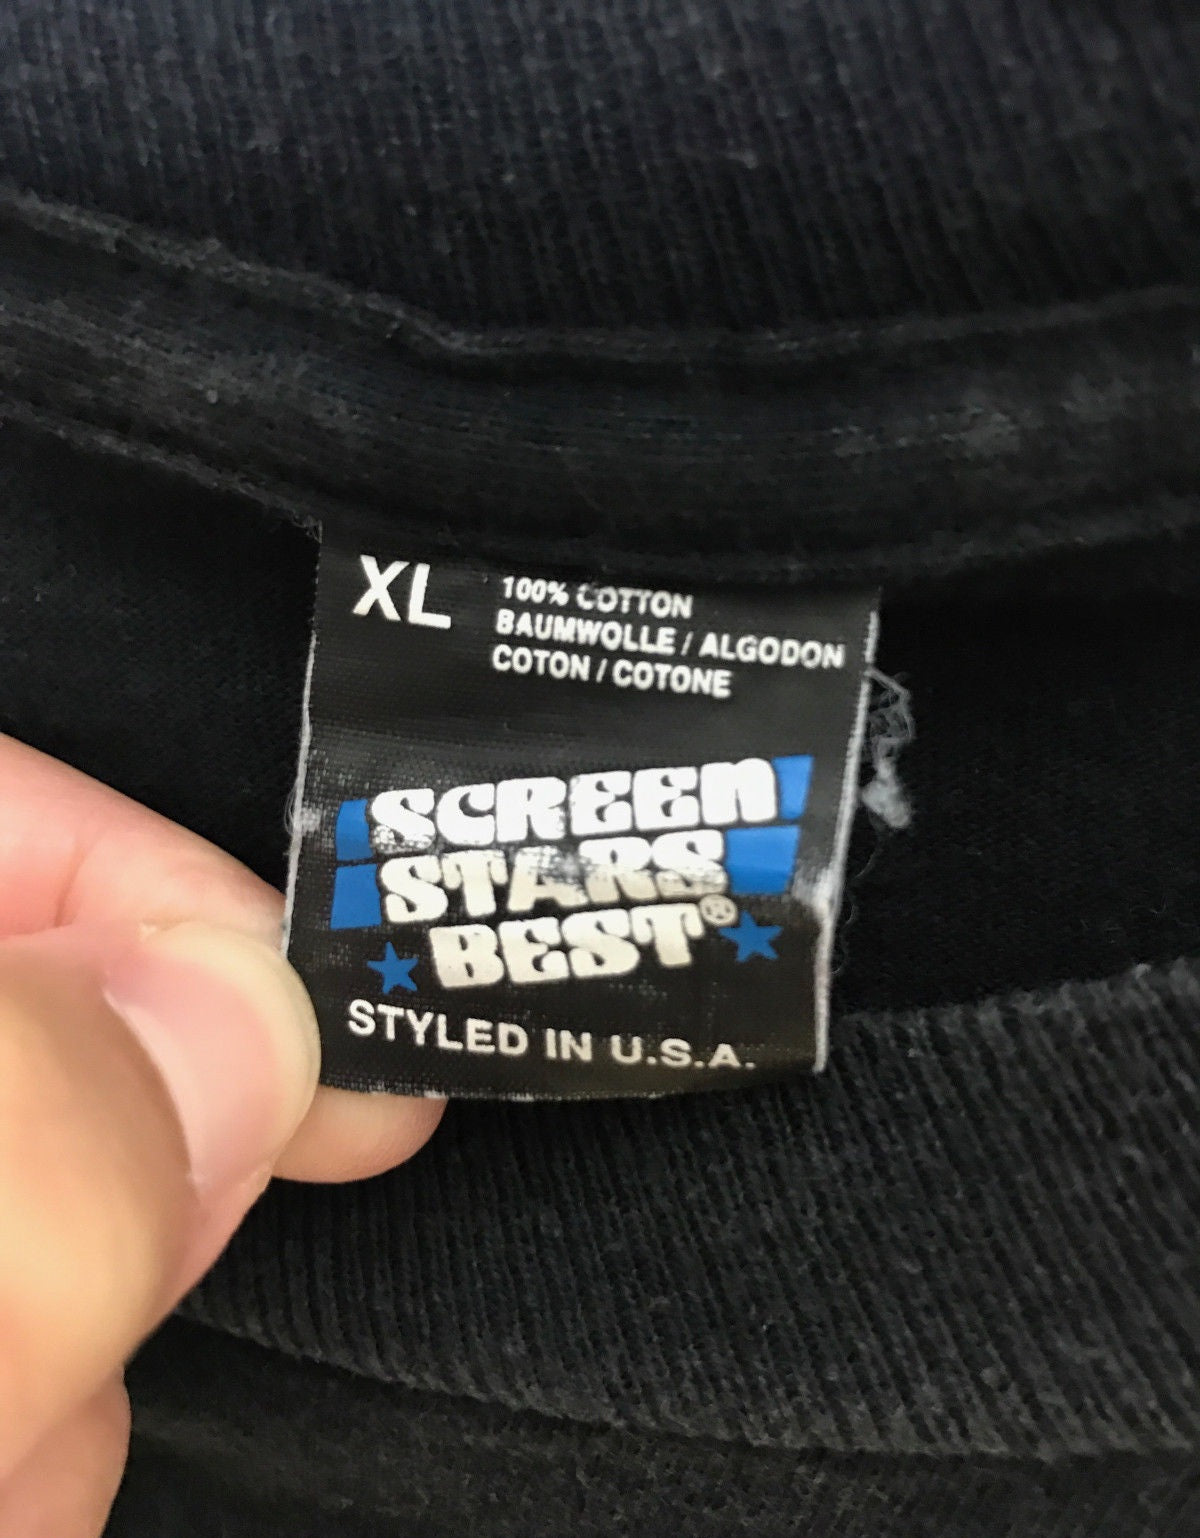 XL
100% COTTON
BAUMWOLLE / ALGODON
COTON / COTONE
SCREEN
STARS
BEST®
STYLED IN U.S.A.